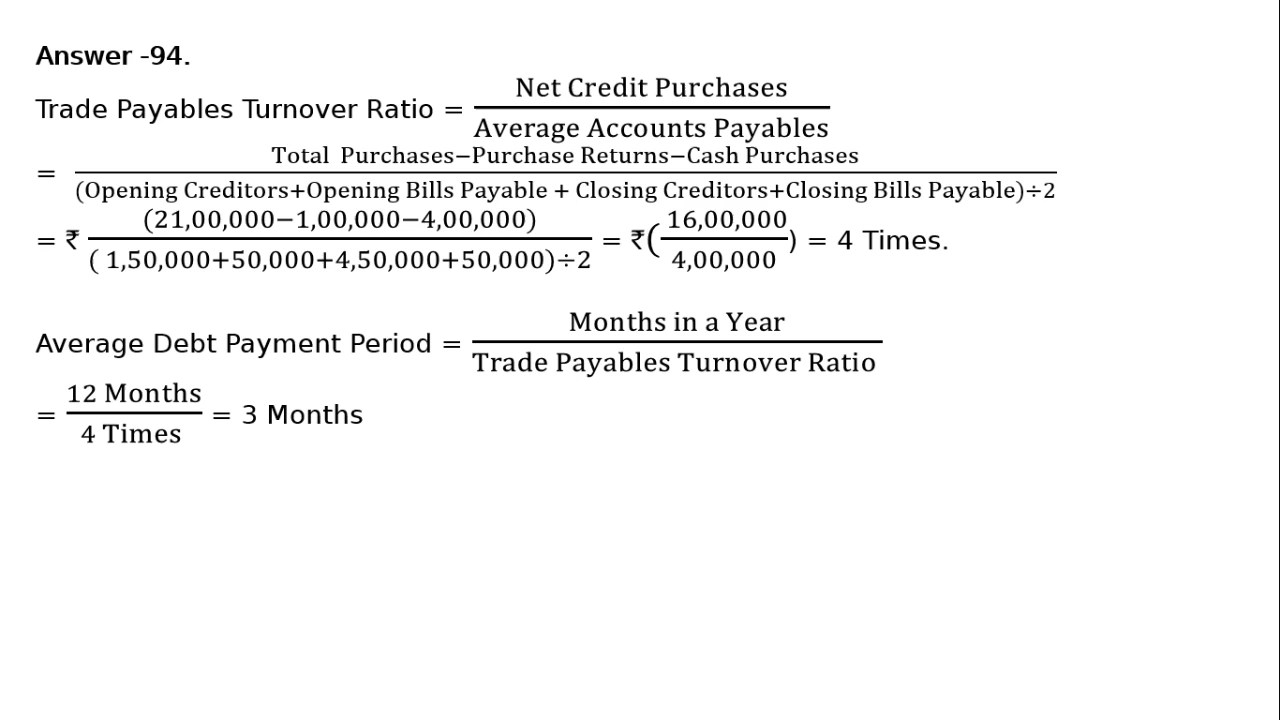 Answer -94.
Trade Payables Turnover Ratio = Net Credit Purchases / Average Accounts Payables
= Total Purchases−Purchase Returns−Cash Purchases / (Opening Creditors+Opening Bills Payable + Closing Creditors+Closing Bills Payable)÷2
= ₹ (21,00,000−1,00,000−4,00,000) / ( 1,50,000+50,000+4,50,000+50,000)÷2 = ₹(16,00,000 / 4,00,000) = 4 Times.
Average Debt Payment Period = Months in a Year / Trade Payables Turnover Ratio
= 12 Months / 4 Times = 3 Months